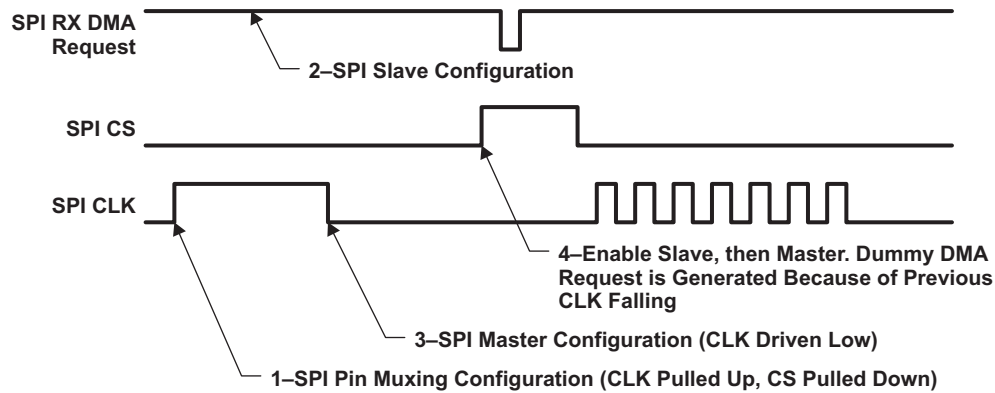 SPI RX DMA
Request
2–SPI Slave Configuration
SPI CS
SPI CLK
4–Enable Slave, then Master. Dummy DMA
Request is Generated Because of Previous
CLK Falling
3–SPI Master Configuration (CLK Driven Low)
1–SPI Pin Muxing Configuration (CLK Pulled Up, CS Pulled Down)